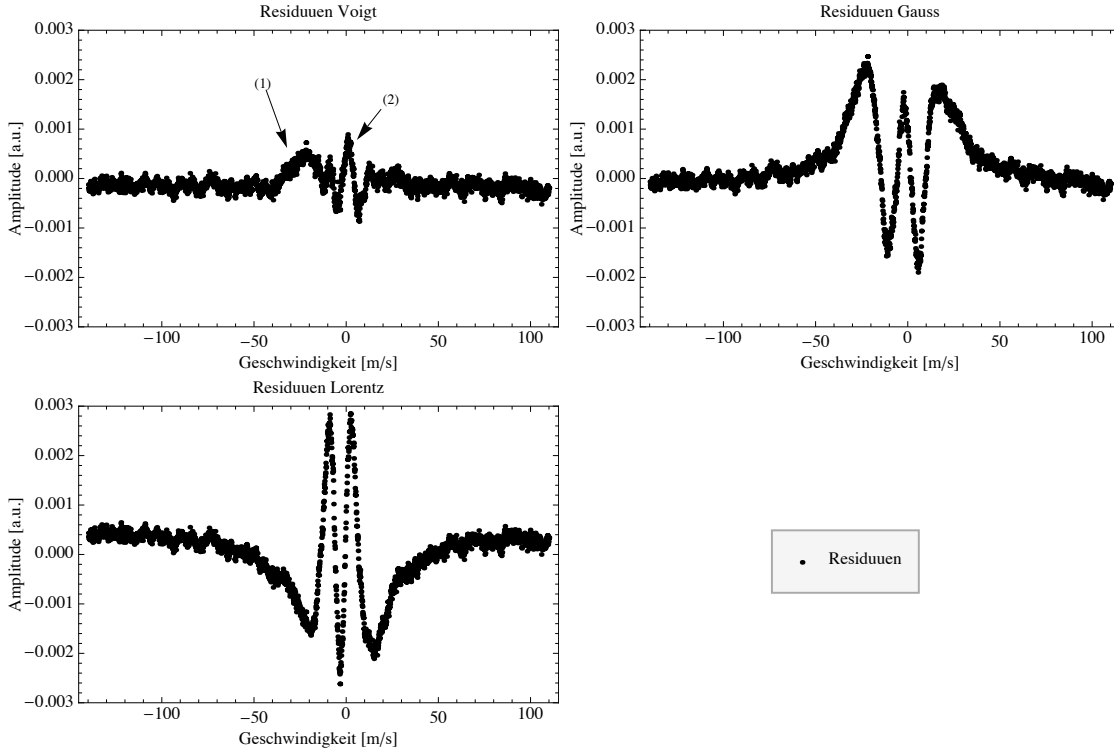 Residuuen Voigt
0.003
0.002
0.001
0.000
−0.001
−0.002
−0.003
Amplitude [a.u.]
(1)
(2)
−100 −50 0 50 100
Geschwindigkeit [m/s]
Residuuen Gauss
0.003
0.002
0.001
0.000
−0.001
−0.002
−0.003
Amplitude [a.u.]
−100 −50 0 50 100
Geschwindigkeit [m/s]
Residuuen Lorentz
0.003
0.002
0.001
0.000
−0.001
−0.002
−0.003
Amplitude [a.u.]
−100 −50 0 50 100
Geschwindigkeit [m/s]
Residuuen